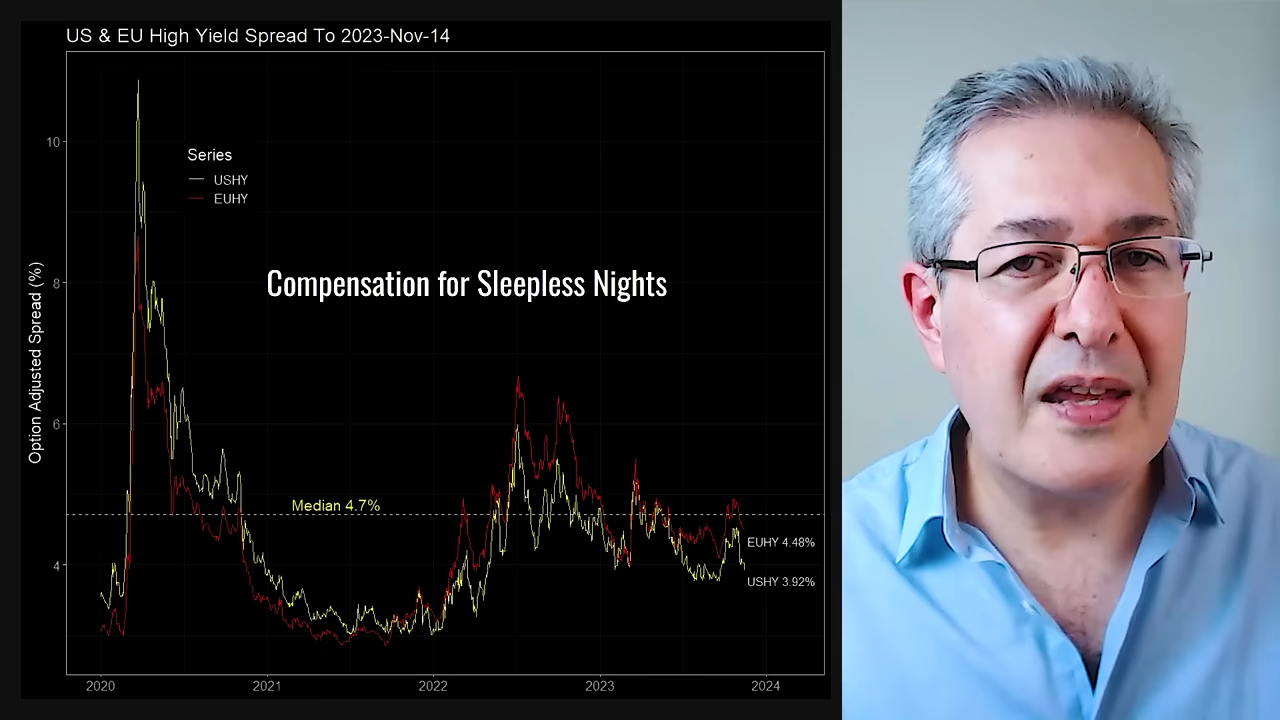 US & EU High Yield Spread To 2023-Nov-14
Option Adjusted Spread (%)
10
8
6
4
Series
USHY
EUHY
Compensation for Sleepless Nights
Median 4.7%
EUHY 4.48%
USHY 3.92%
2020
2021
2022
2023
2024